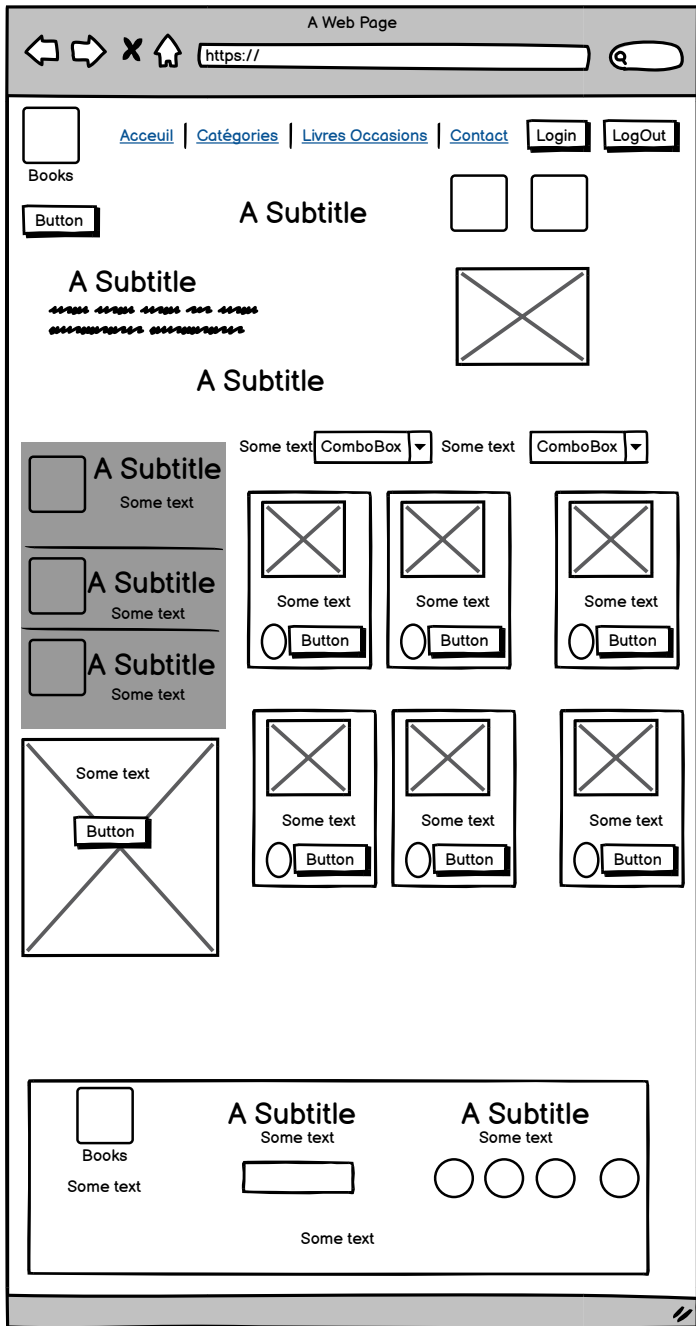 A Web Page
https://
Books
Acceuil Catégories Livres Occasions Contact Login LogOut
Button
A Subtitle
A Subtitle
A Subtitle
A Subtitle
Some text
A Subtitle
Some text
A Subtitle
Some text
Some text
Button
Some text ComboBox Some text ComboBox
Some text Some text Some text
Button Button Button
Some text Some text Some text
Button Button Button
Books
Some text
A Subtitle
Some text
A Subtitle
Some text
Some text